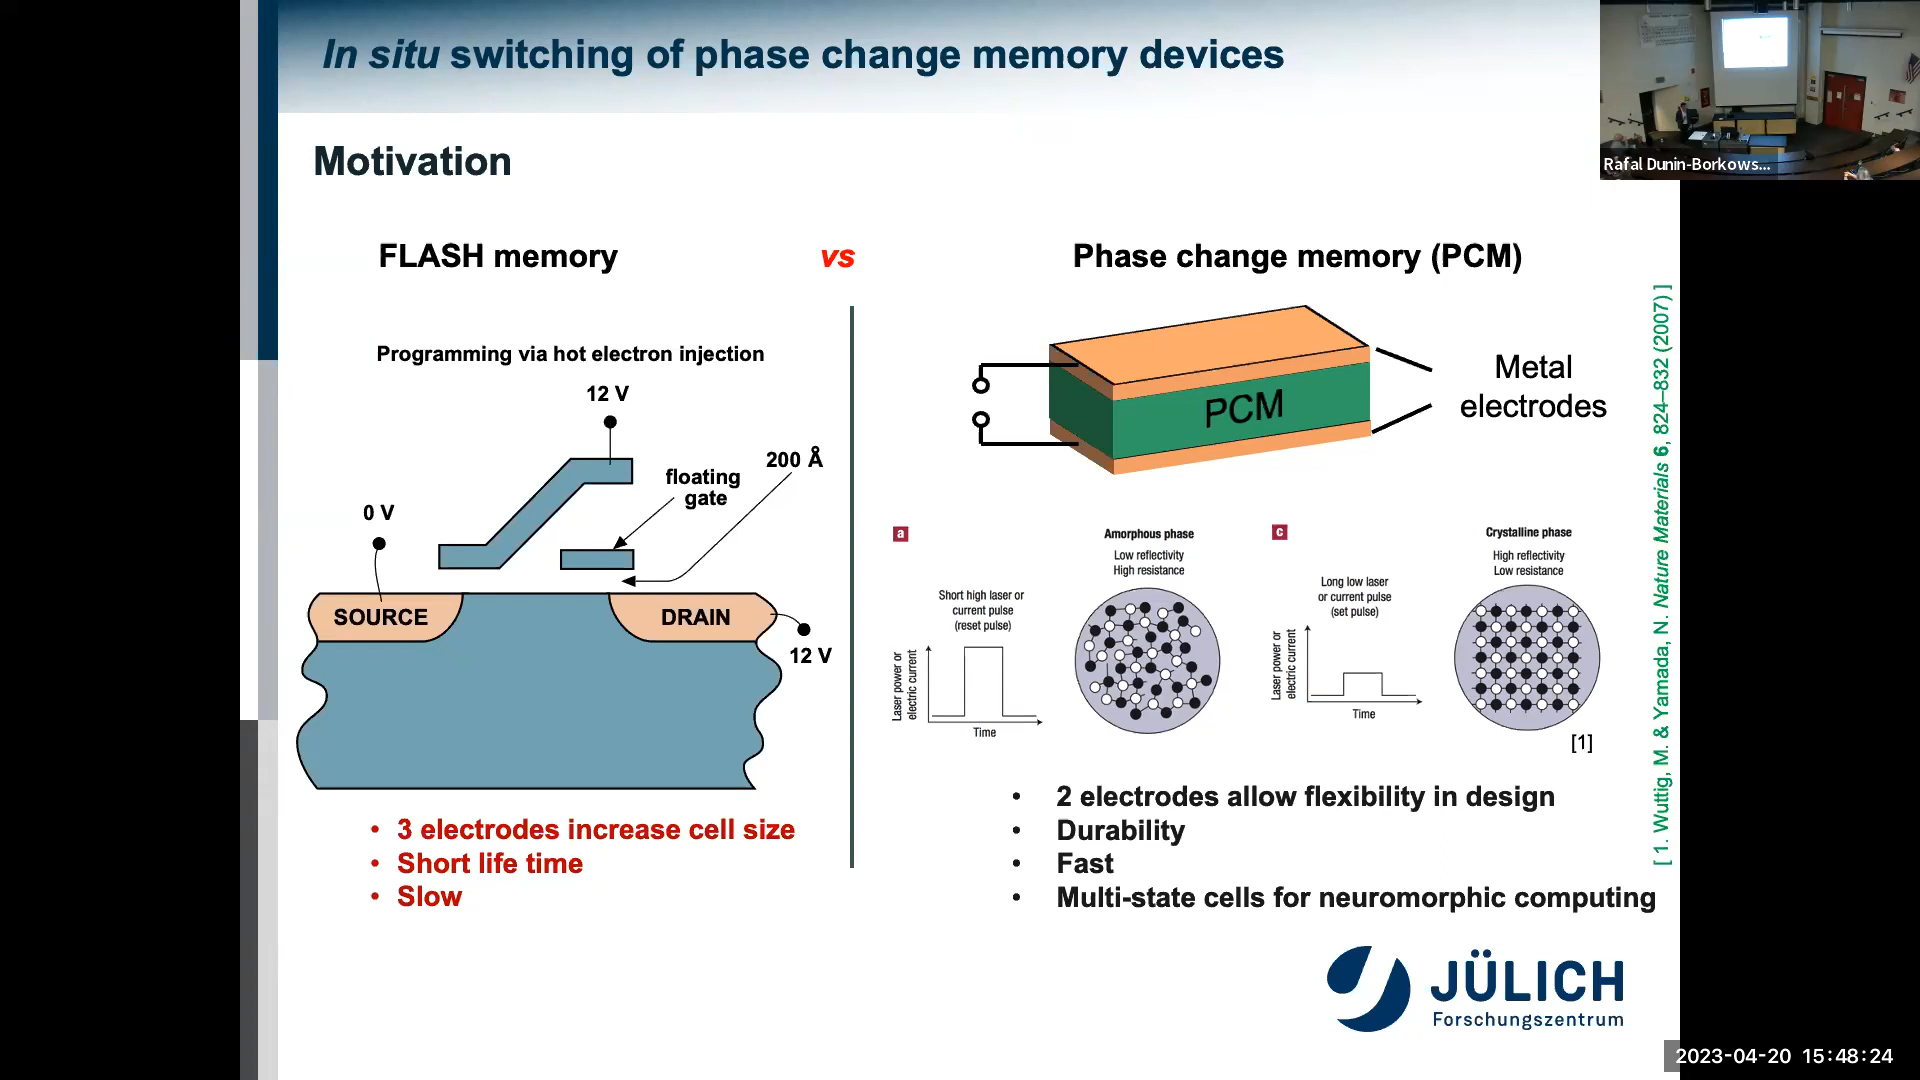 In situ switching of phase change memory devices
Rafal Dunin-Borkows...
Motivation
FLASH memory
vs
Phase change memory (PCM)
Programming via hot electron injection
12 V
200 Å
floating
gate
0 V
SOURCE
DRAIN
12 V
PCM
Metal
electrodes
a
Amorphous phase
Low reflectivity
High resistance
Short high laser or
current pulse
(reset pulse)
Laser power or
electric current
Time
c
Crystalline phase
High reflectivity
Low resistance
Long low laser
or current pulse
(set pulse)
Laser power or
electric current
Time
[1]
• 3 electrodes increase cell size
• Short life time
• Slow
• 2 electrodes allow flexibility in design
• Durability
• Fast
• Multi-state cells for neuromorphic computing
[ 1. Wuttig, M. & Yamada, N. Nature Materials 6, 824–832 (2007) ]
JÜLICH
Forschungszentrum
2023-04-20 15:48:24